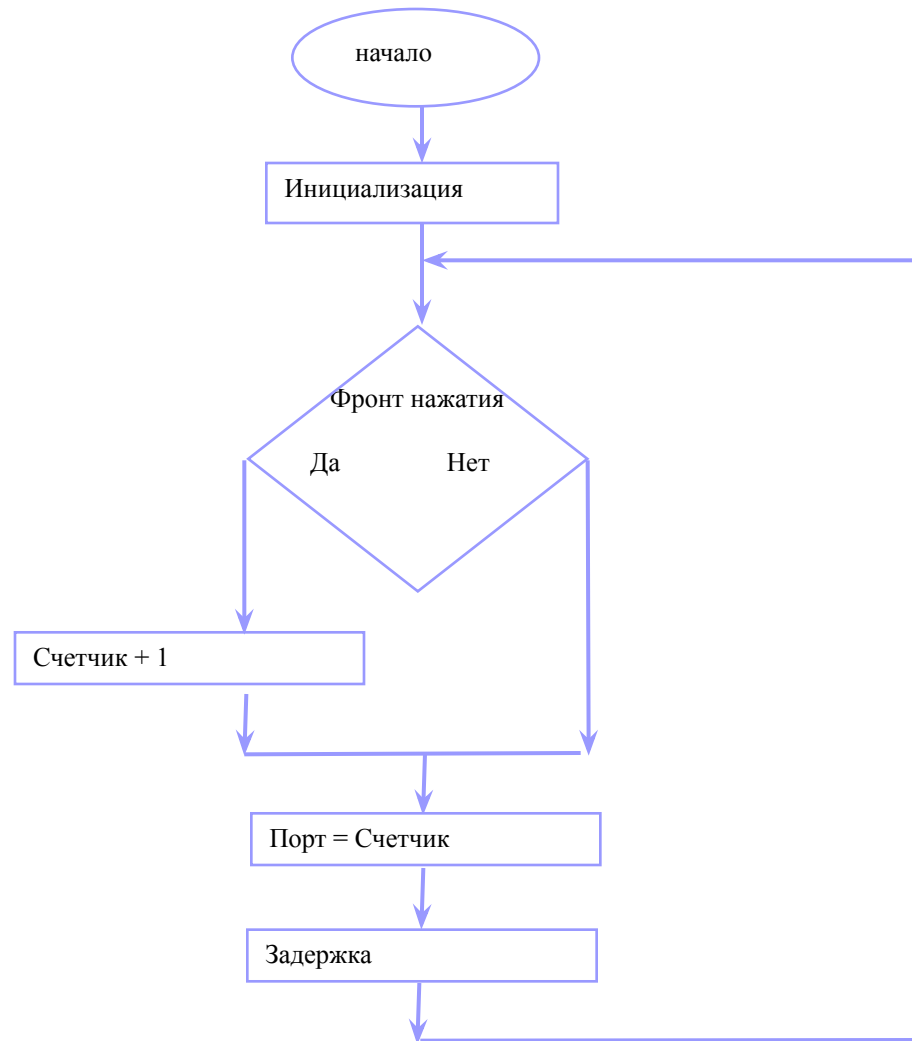 начало
Инициализация
Фронт нажатия
Да Нет
Счетчик + 1
Порт = Счетчик
Задержка